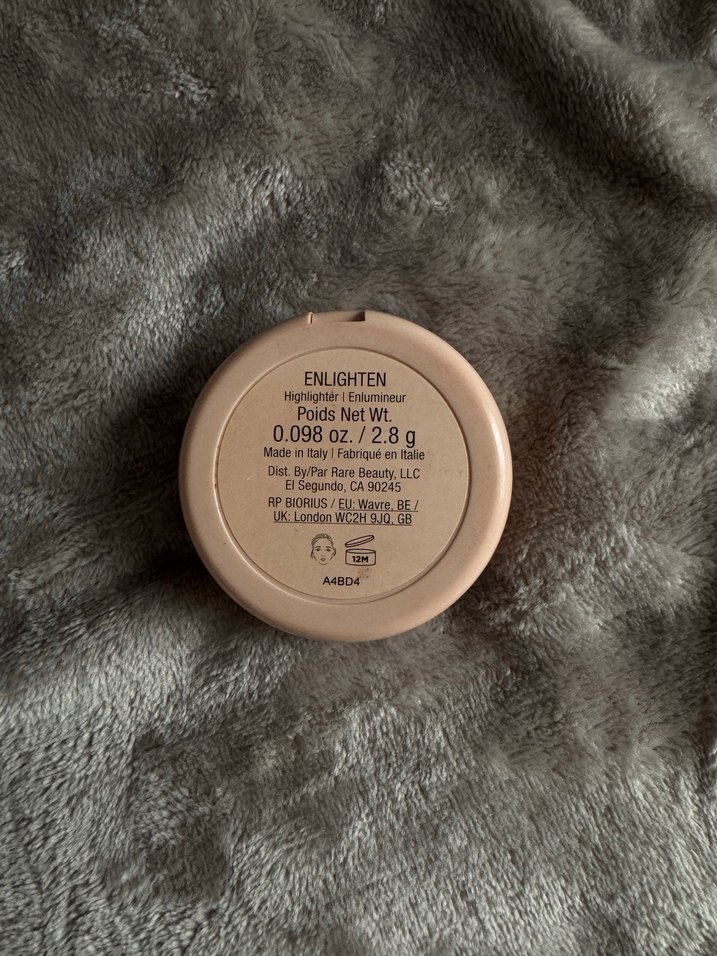 ENLIGHTEN
Highlighter | Enlumineur
Poids Net Wt.
0.098 oz. / 2.8 g
Made in Italy | Fabriqué en Italie
Dist. By/Par Rare Beauty, LLC
El Segundo, CA 90245
RP BIORIUS / EU: Wavre, BE /
UK: London WC2H 9JQ, GB
12M
A4BD4